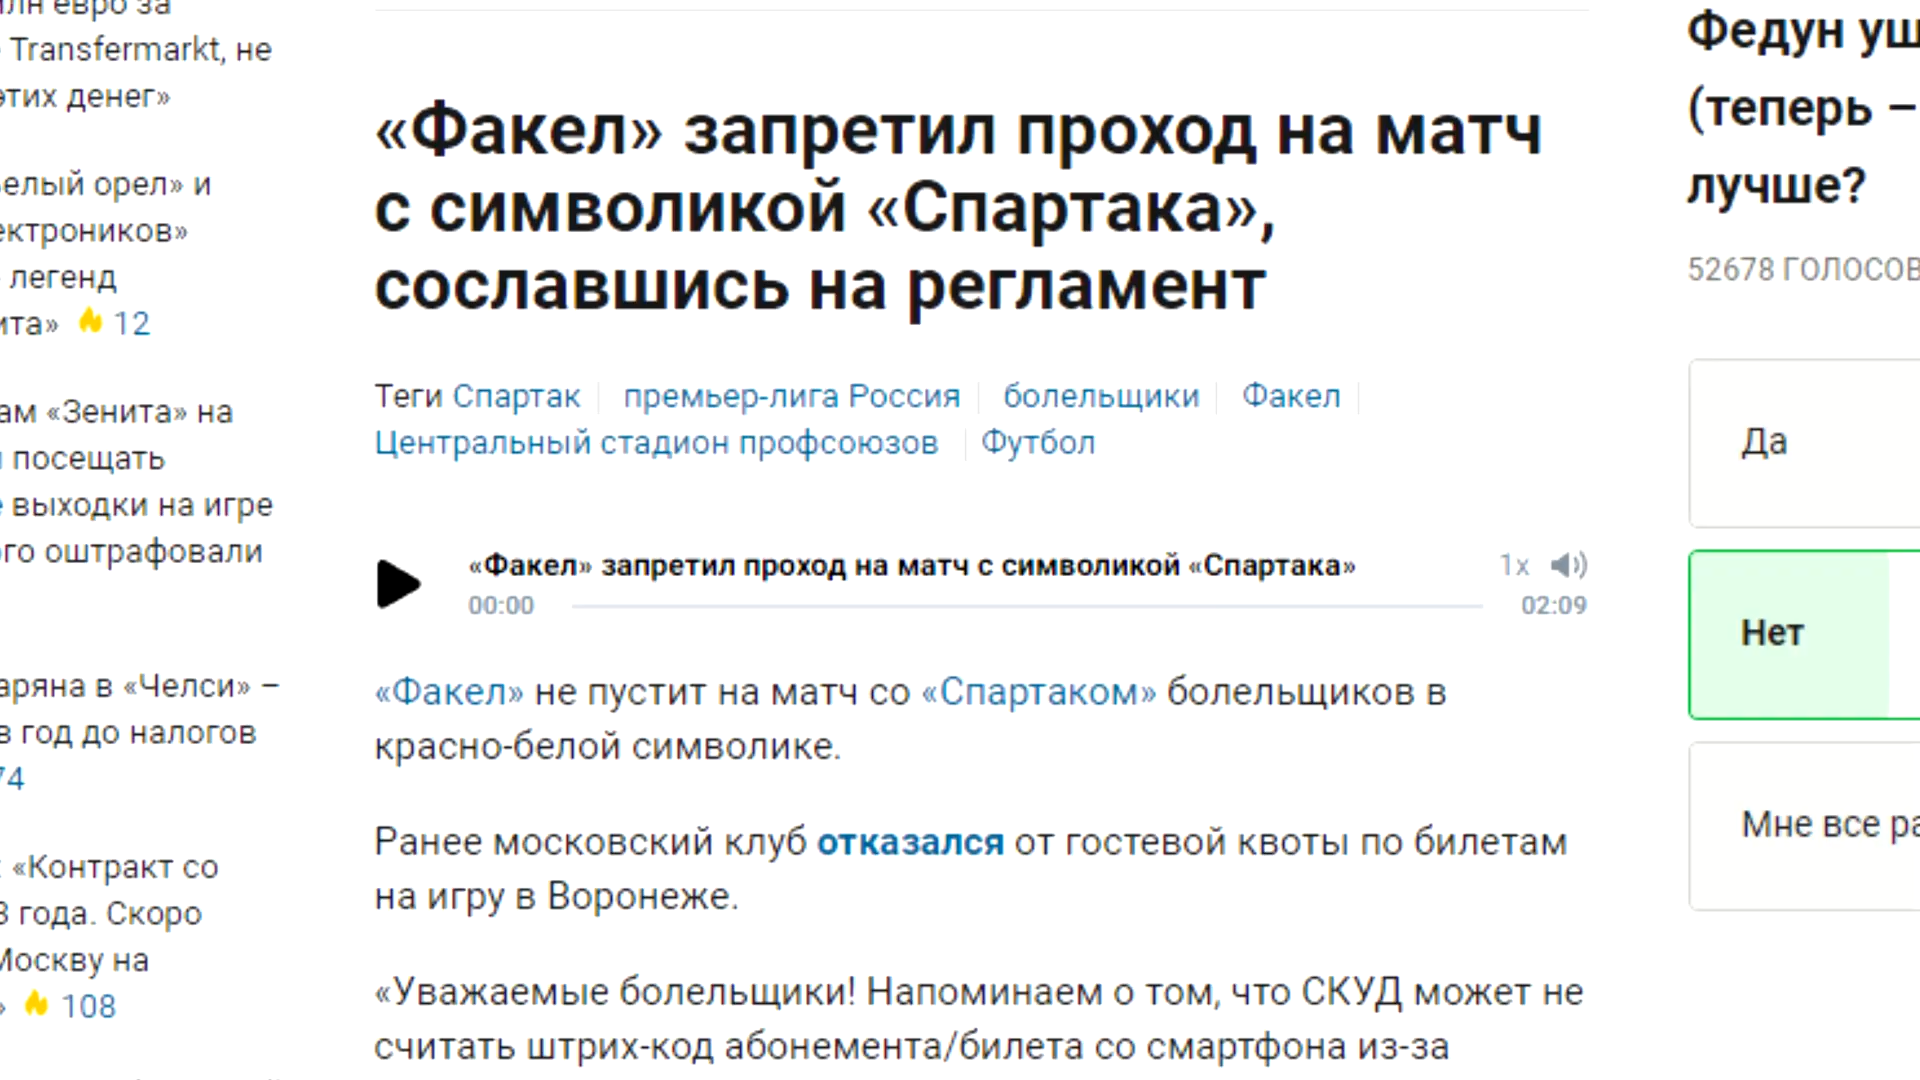 млн евро за
Transfermarkt, не
этих денег»
Белый орел» и
ектроников»
легенд
ита» 12
ам «Зенита» на
посещать
выходки на игре
ого оштрафовали
аряна в «Челси» –
в год до налогов
74
«Контракт со
3 года. Скоро
Москву на
» 108
«Факел» запретил проход на матч
с символикой «Спартака»,
сославшись на регламент
Теги Спартак премьер-лига Россия болельщики Факел
Центральный стадион профсоюзов Футбол
«Факел» запретил проход на матч с символикой «Спартака» 1x
00:00 02:09
«Факел» не пустит на матч со «Спартаком» болельщиков в
красно-белой символике.
Ранее московский клуб отказался от гостевой квоты по билетам
на игру в Воронеже.
«Уважаемые болельщики! Напоминаем о том, что СКУД может не
считать штрих-код абонемента/билета со смартфона из-за
Федун уш
(теперь –
лучше?
52678 ГОЛОСОВ
Да
Нет
Мне все ра